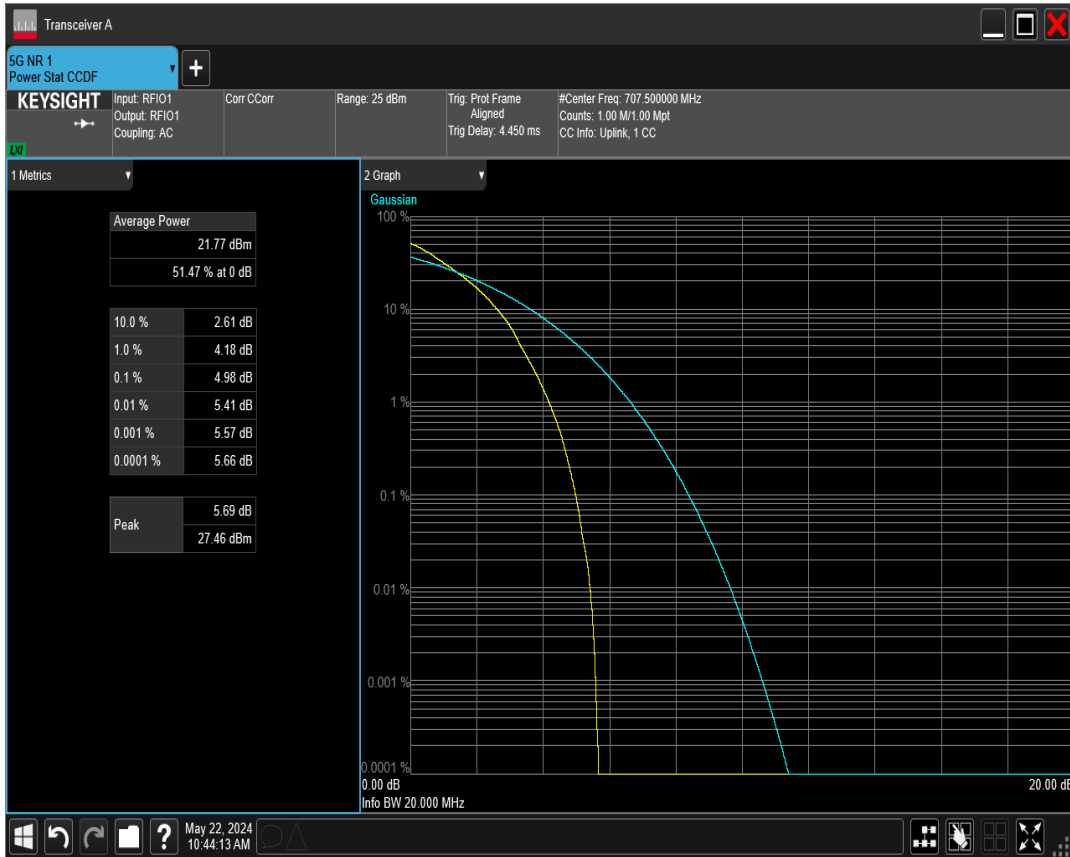 Transceiver A
5G NR 1
Power Stat CCDF
KEYSIGHT
LXI
Input: RFIO1
Output: RFIO1
Coupling: AC
Corr CCorr
Range: 25 dBm
Trig: Prot Frame
Aligned
Trig Delay: 4.450 ms
#Center Freq: 707.500000 MHz
Counts: 1.00 M/1.00 Mpt
CC Info: Uplink, 1 CC
1 Metrics
Average Power
21.77 dBm
51.47 % at 0 dB
10.0 % 2.61 dB
1.0 % 4.18 dB
0.1 % 4.98 dB
0.01 % 5.41 dB
0.001 % 5.57 dB
0.0001 % 5.66 dB
Peak
5.69 dB
27.46 dBm
2 Graph
Gaussian
100 %
10 %
1 %
0.1 %
0.01 %
0.001 %
0.0001 %
0.00 dB 20.00 dB
Info BW 20.000 MHz
?
May 22, 2024
10:44:13 AM